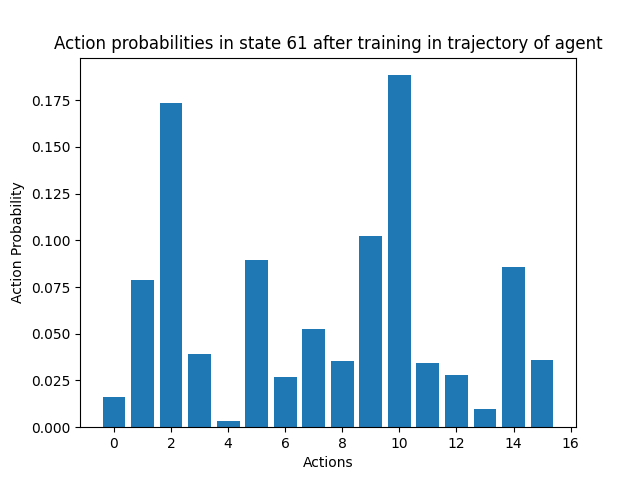 Action probabilities in state 61 after training in trajectory of agent
Action Probability
0.175
0.150
0.125
0.100
0.075
0.050
0.025
0.000
0 2 4 6 8 10 12 14 16
Actions